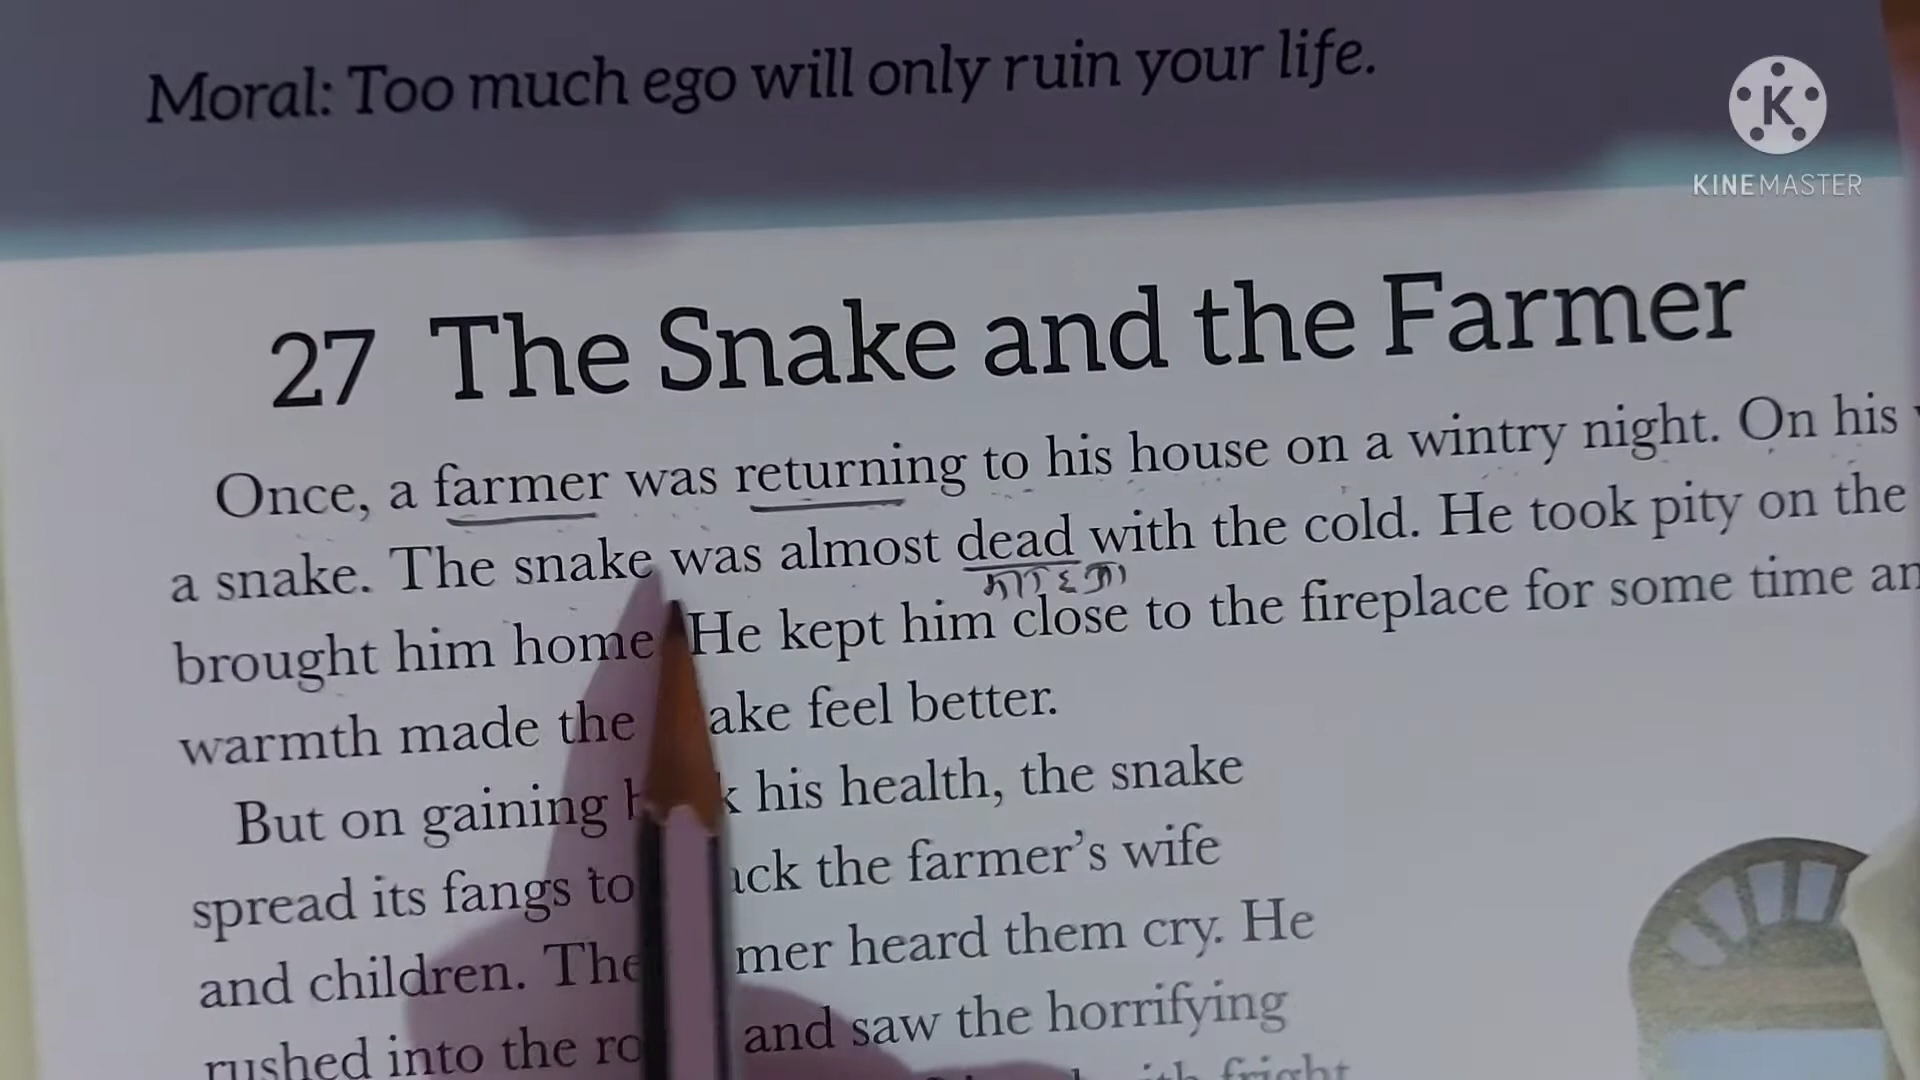 Moral: Too much ego will only ruin your life.
K
KINEMASTER
27 The Snake and the Farmer
Once, a farmer was returning to his house on a wintry night. On his
a snake. The snake was almost dead with the cold. He took pity on the
brought him home. He kept him close to the fireplace for some time
warmth made the feel better.
But on gaining his health, the snake
spread its fangs to the farmer's wife
and children. The heard them cry. He
rushed into the and saw the horrifying
fright